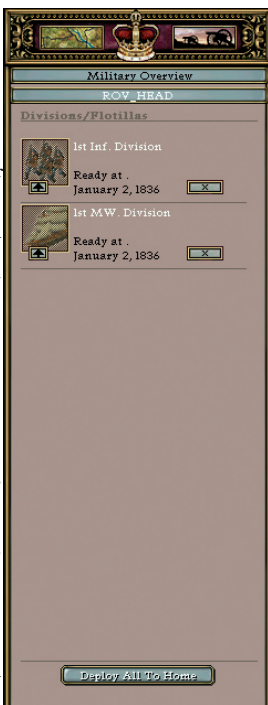 Military Overview
ROV_HEAD
Divisions/Flotillas
1st Inf. Division
Ready at .
January 2, 1836
X
1st MW. Division
Ready at .
January 2, 1836
X
Deploy All To Home